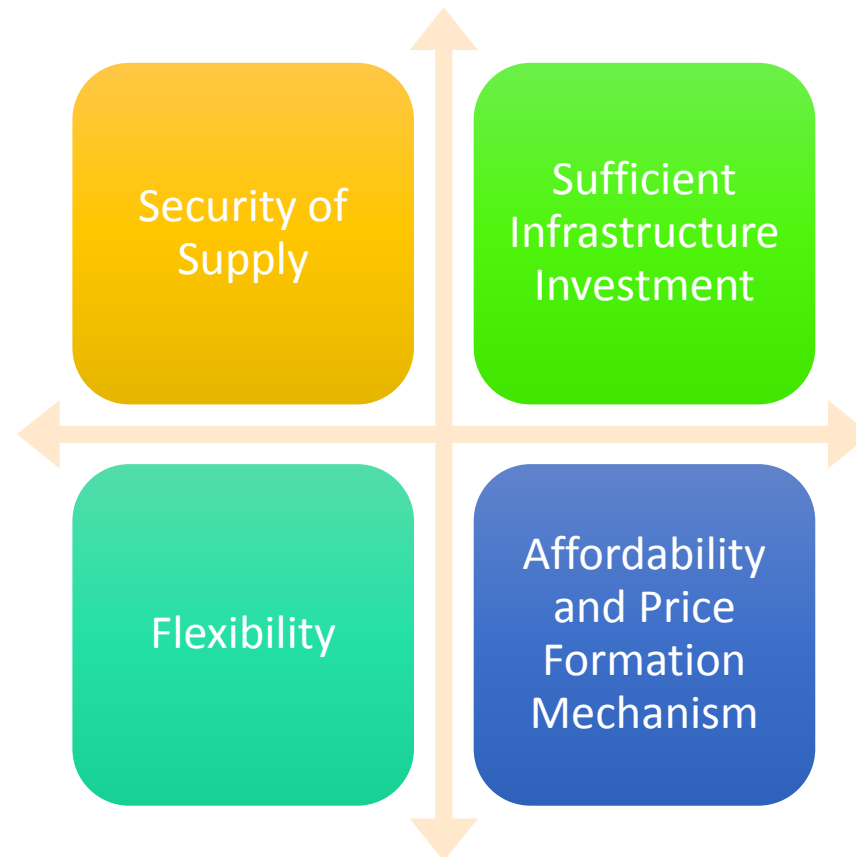 Security of
Supply
Sufficient
Infrastructure
Investment
Flexibility
Affordability
and Price
Formation
Mechanism